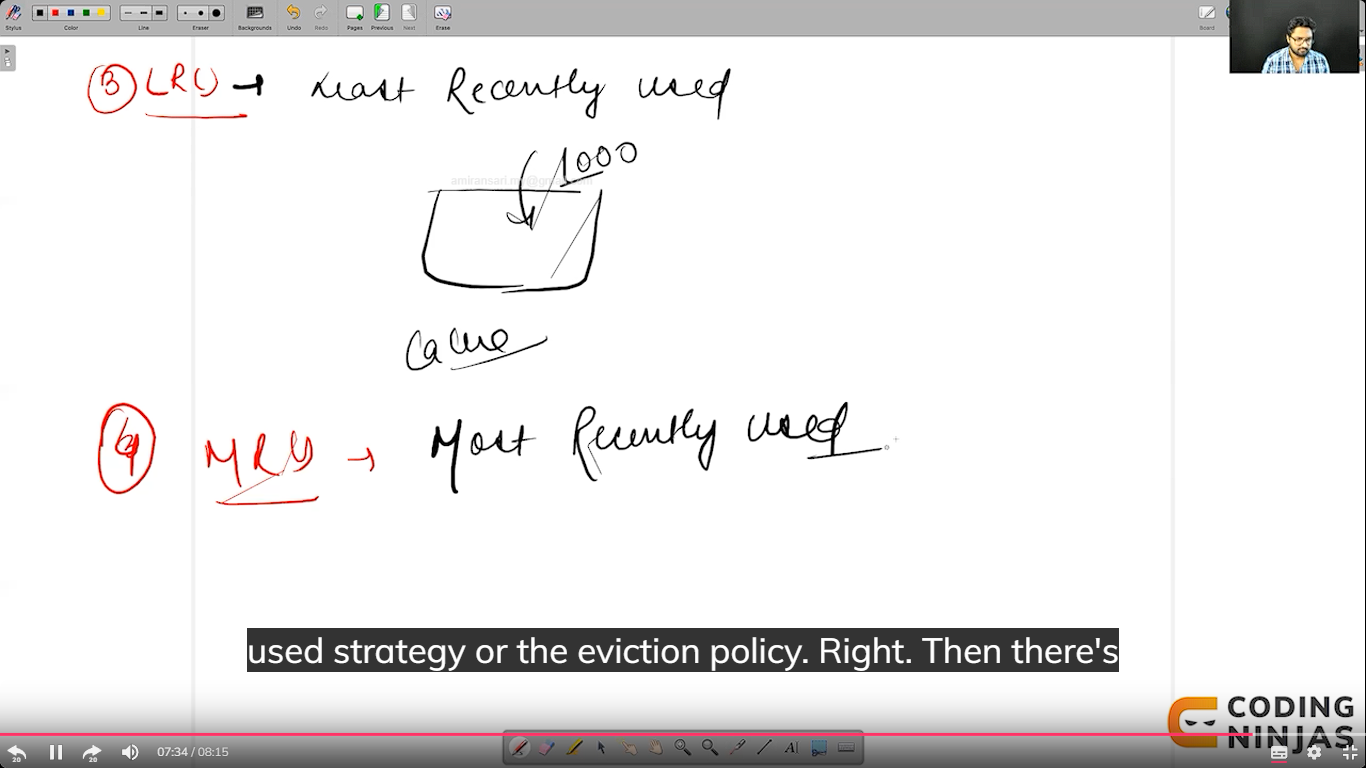 Stylus Color Line Eraser Backgrounds Undo Redo Pages Previous Next Erase Board
3 LRU → Least Recently used
1000
amiransari.m
@gmail.com
Cache
4 MRU → Most Recently used
used strategy or the eviction policy. Right. Then there's
CODING
NINJAS
20 20 07:34 / 08:15